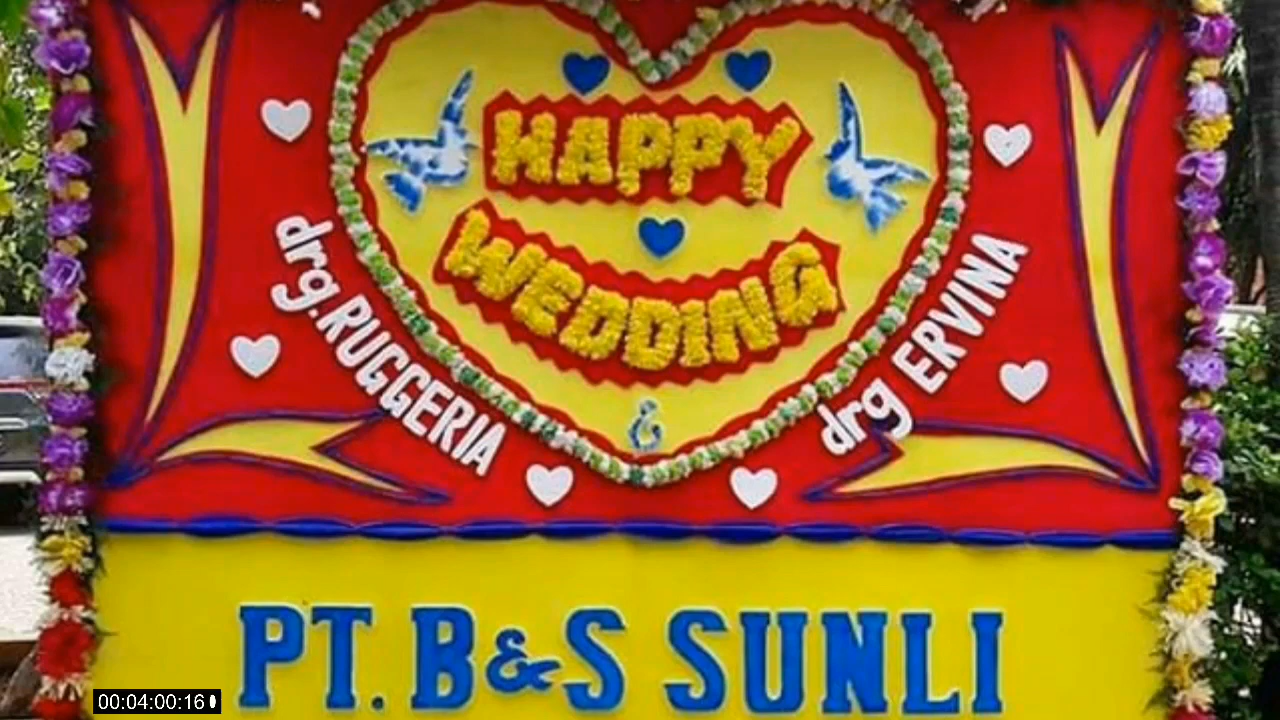 HAPPY
WEDDING
drg.RUGGERIA
&
drg ERVINA
PT. B&S SUNLI
00:04:00:16